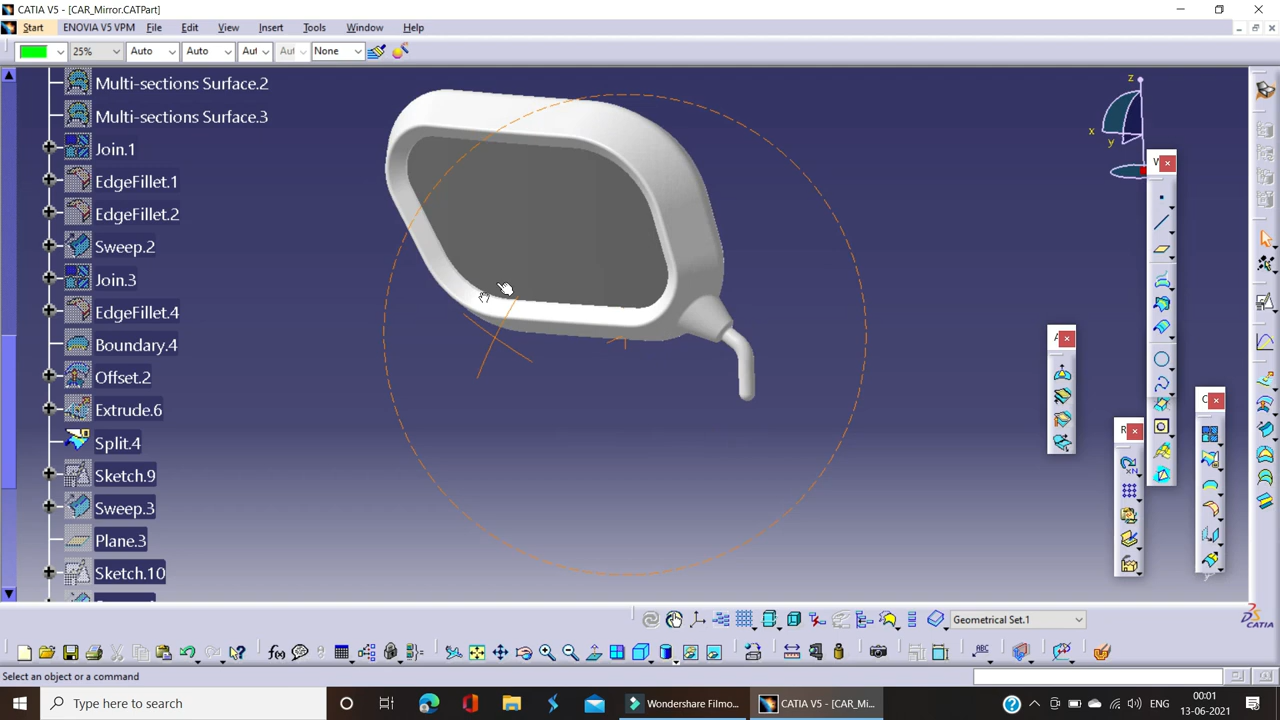 CATIA V5 - [CAR_Mirror.CATPart]
Start ENOVIA V5 VPM File Edit View Insert Tools Window Help
25% Auto Auto Aut Aut None
Multi-sections Surface.2
Multi-sections Surface.3
Join.1
EdgeFillet.1
EdgeFillet.2
Sweep.2
Join.3
EdgeFillet.4
Boundary.4
Offset.2
Extrude.6
Split.4
Sketch.9
Sweep.3
Plane.3
Sketch.10
z
x
y
W
A
C
R
Geometrical Set.1
CATIA
f(x)
ABC
Select an object or a command
Type here to search
Wondershare Filmo...
CATIA V5 - [CAR_Mi...
ENG
00:01
13-06-2021